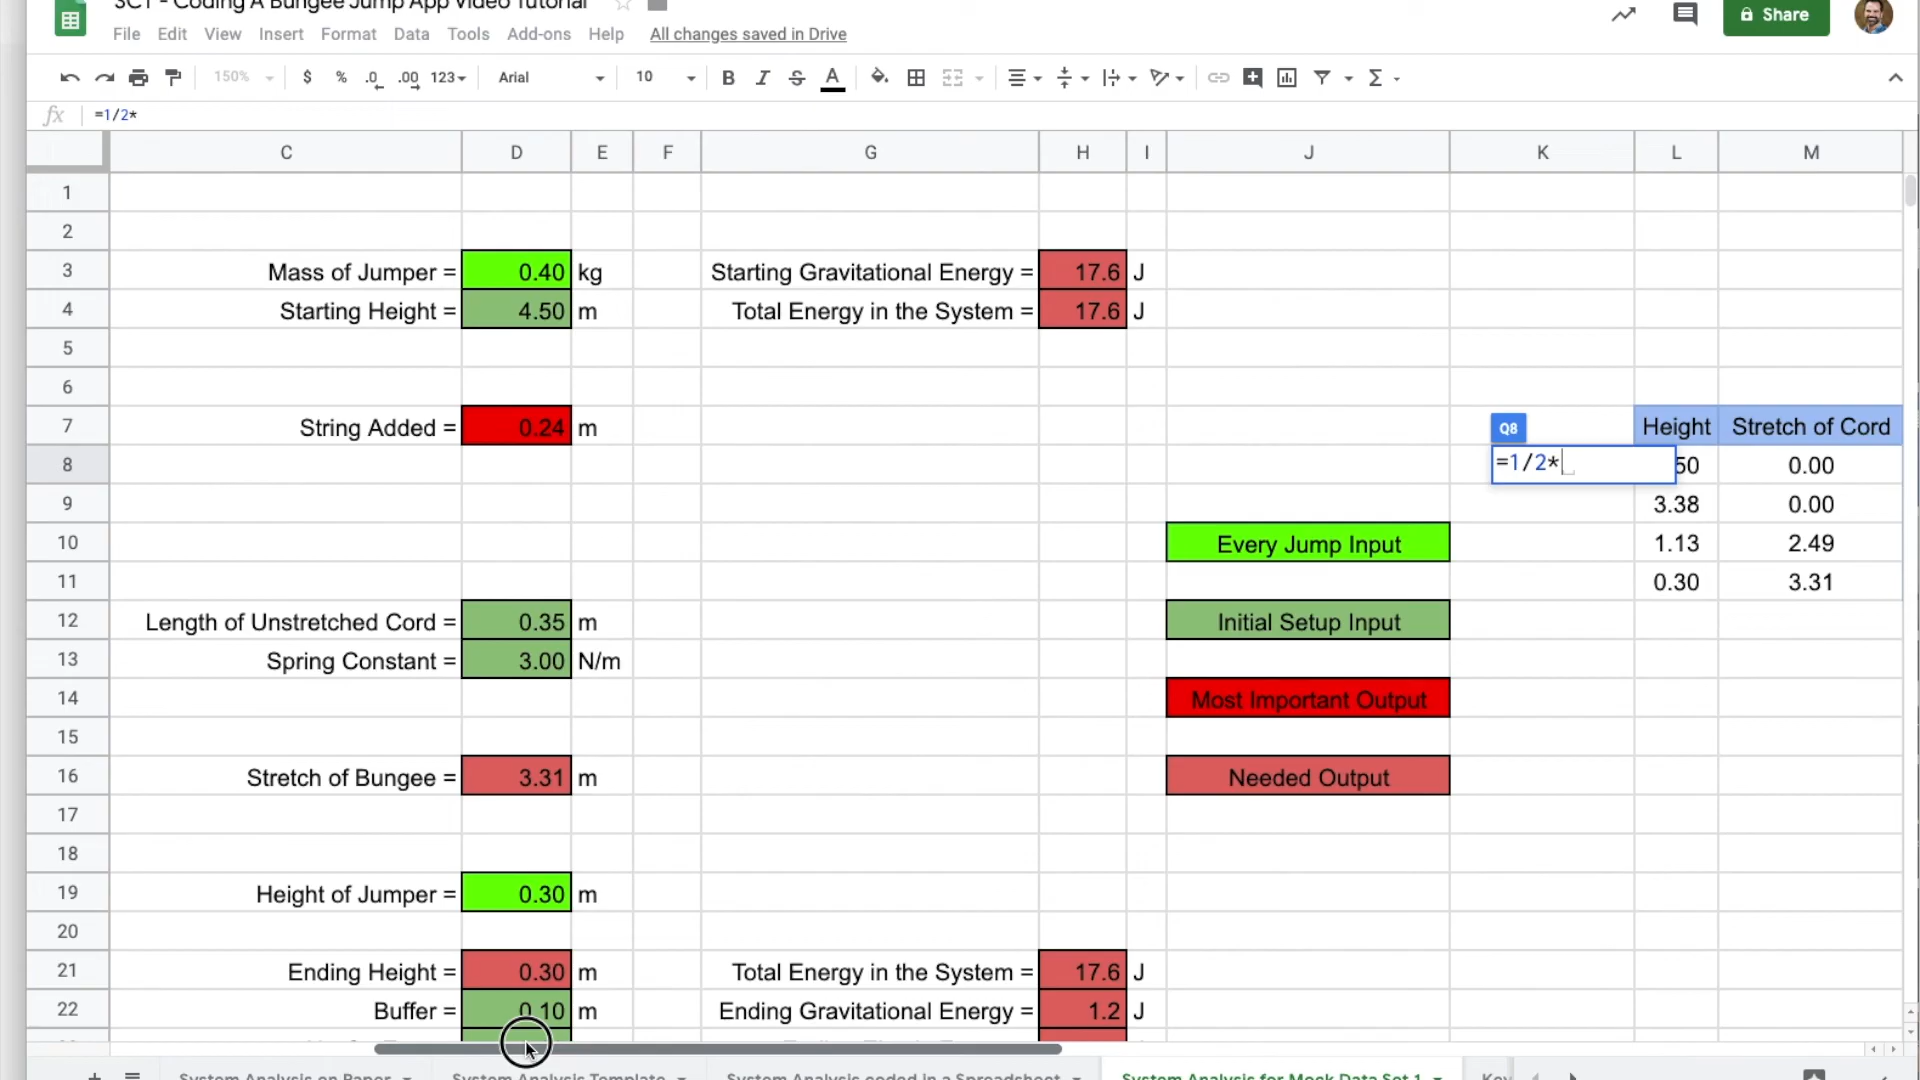 SCT - Coding A Bungee Jump App Video Tutorial
File Edit View Insert Format Data Tools Add-ons Help All changes saved in Drive
Share
150% $ % .0 .00 123 Arial 10 B I S A Σ
fx =1/2*
C D E F G H I J K L M
1
2
3 Mass of Jumper = 0.40 kg Starting Gravitational Energy = 17.6 J
4 Starting Height = 4.50 m Total Energy in the System = 17.6 J
5
6
7 String Added = 0.24 m Q8 Height Stretch of Cord
8 =1/2* 50 0.00
9 3.38 0.00
10 Every Jump Input 1.13 2.49
11 0.30 3.31
12 Length of Unstretched Cord = 0.35 m Initial Setup Input
13 Spring Constant = 3.00 N/m
14 Most Important Output
15
16 Stretch of Bungee = 3.31 m Needed Output
17
18
19 Height of Jumper = 0.30 m
20
21 Ending Height = 0.30 m Total Energy in the System = 17.6 J
22 Buffer = 0.10 m Ending Gravitational Energy = 1.2 J
System Analysis on Paper System Analysis Template System Analysis coded in a Spreadsheet System Analysis for Mock Data Set 1 Key